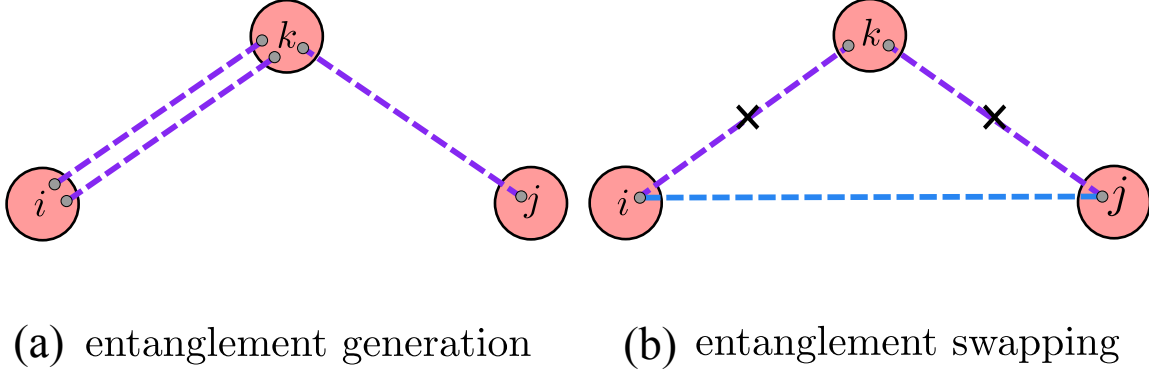 k
i
j
k
i
j
(a) entanglement generation
(b) entanglement swapping